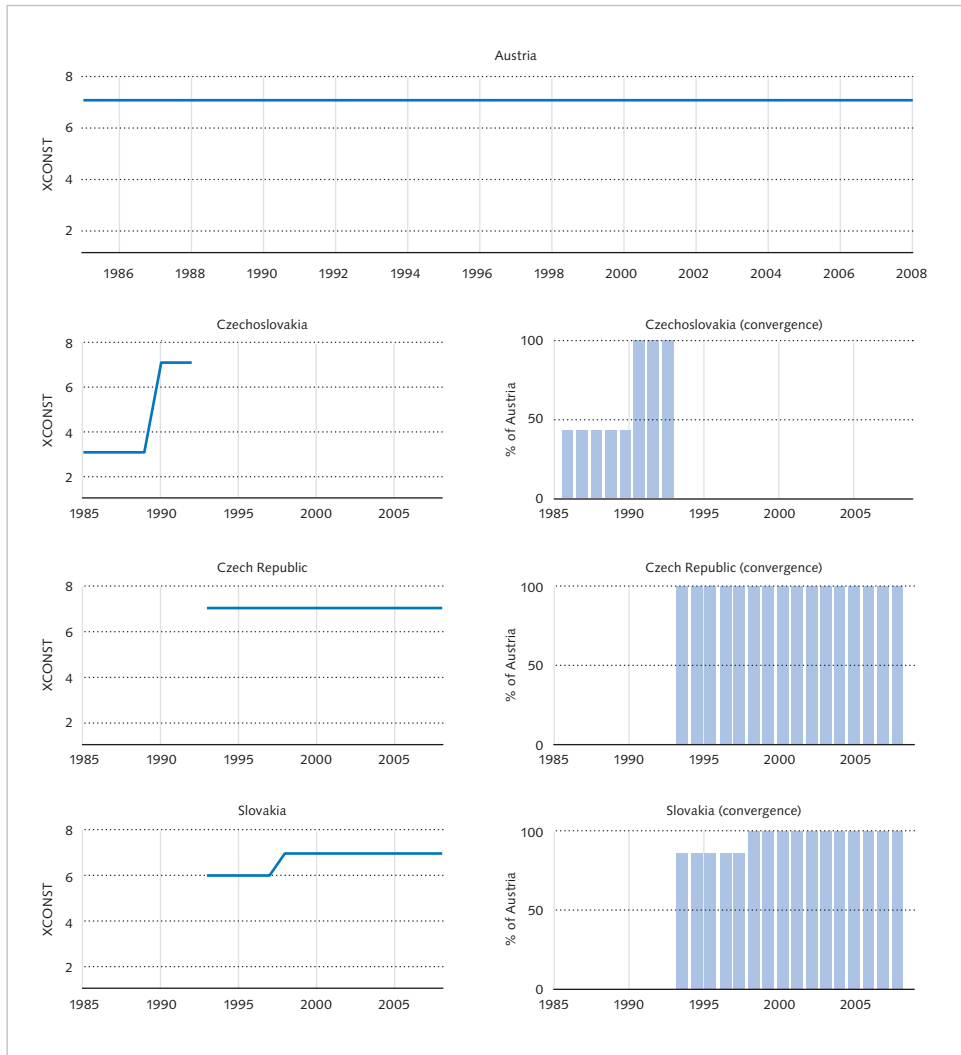 Austria
8
6
4
2
XCONST
1986 1988 1990 1992 1994 1996 1998 2000 2002 2004 2006 2008
Czechoslovakia
8
6
4
2
XCONST
1985 1990 1995 2000 2005
Czechoslovakia (convergence)
100
50
0
% of Austria
1985 1990 1995 2000 2005
Czech Republic
8
6
4
2
XCONST
1985 1990 1995 2000 2005
Czech Republic (convergence)
100
50
0
% of Austria
1985 1990 1995 2000 2005
Slovakia
8
6
4
2
XCONST
1985 1990 1995 2000 2005
Slovakia (convergence)
100
50
0
% of Austria
1985 1990 1995 2000 2005